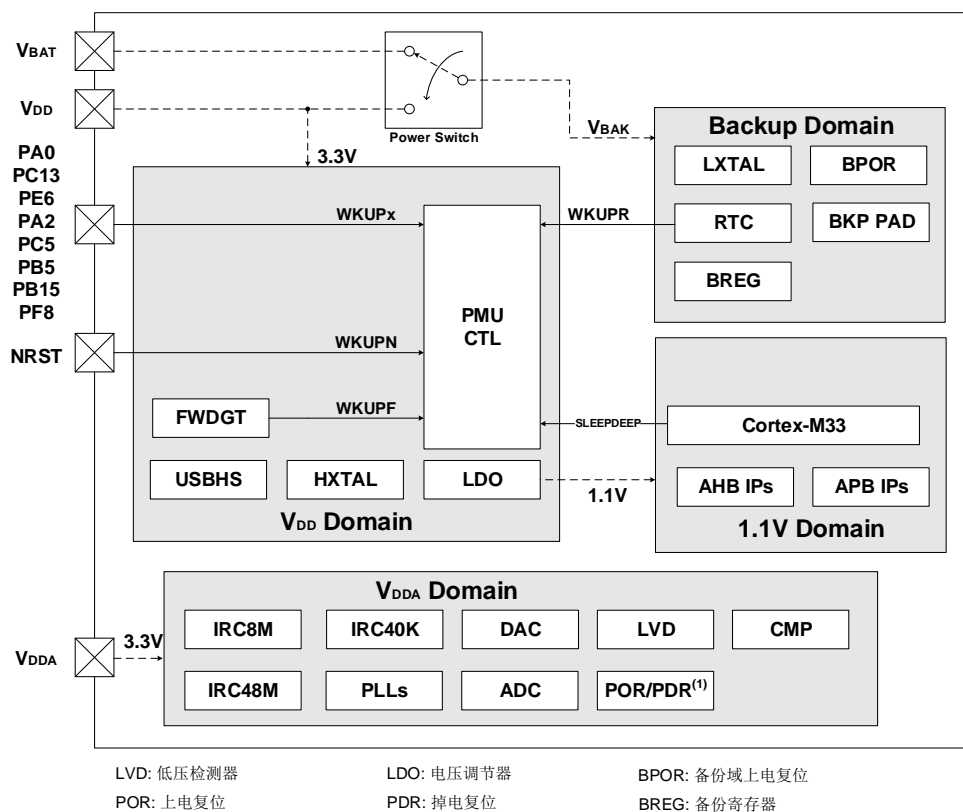 VBAT
VDD
Power Switch
3.3V
VBAK
PA0
PC13
PE6
PA2
PC5
PB5
PB15
PF8
NRST
WKUPx
WKUPN
WKUPF
PMU
CTL
FWDGT
USBHS
HXTAL
LDO
VDD Domain
WKUPR
Backup Domain
LXTAL
BPOR
RTC
BKP PAD
BREG
SLEEPDEEP
1.1V
Cortex-M33
AHB IPs
APB IPs
1.1V Domain
VDDA
3.3V
VDDA Domain
IRC8M
IRC40K
DAC
LVD
CMP
IRC48M
PLLs
ADC
POR/PDR(1)
LVD: 低压检测器
LDO: 电压调节器
BPOR: 备份域上电复位
POR: 上电复位
PDR: 掉电复位
BREG: 备份寄存器